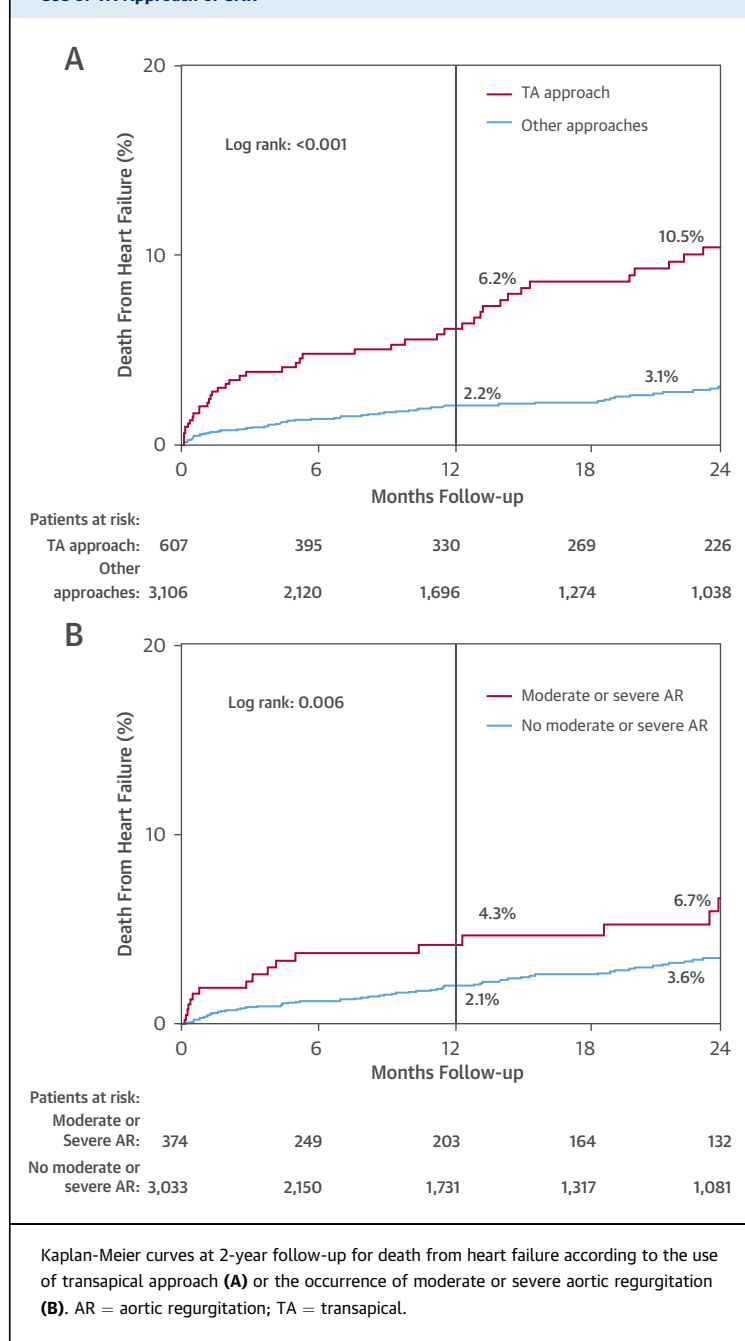 A
20
TA approach
Other approaches
Log rank: <0.001
Death From Heart Failure (%)
10
10.5%
6.2%
3.1%
2.2%
0
0 6 12 18 24
Months Follow-up
Patients at risk:
TA approach: 607 395 330 269 226
Other
approaches: 3,106 2,120 1,696 1,274 1,038
B
20
Moderate or severe AR
Log rank: 0.006
No moderate or severe AR
Death From Heart Failure (%)
10
6.7%
4.3%
3.6%
2.1%
0
0 6 12 18 24
Months Follow-up
Patients at risk:
Moderate or
Severe AR: 374 249 203 164 132
No moderate or
severe AR: 3,033 2,150 1,731 1,317 1,081
Kaplan-Meier curves at 2-year follow-up for death from heart failure according to the use
of transapical approach (A) or the occurrence of moderate or severe aortic regurgitation
(B). AR = aortic regurgitation; TA = transapical.